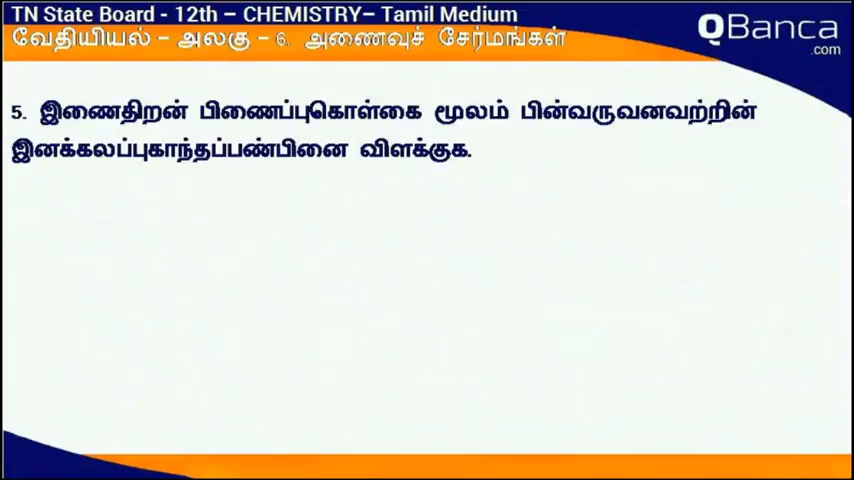 TN State Board - 12th – CHEMISTRY– Tamil Medium
வேதியியல் – அலகு – 6. அணைவுச் சேர்மங்கள்
QBanca
.com
5. இணைதிறன் பிணைப்புகொள்கை மூலம் பின்வருவனவற்றின்
இனக்கலப்புகாந்தப்பண்பினை விளக்குக.